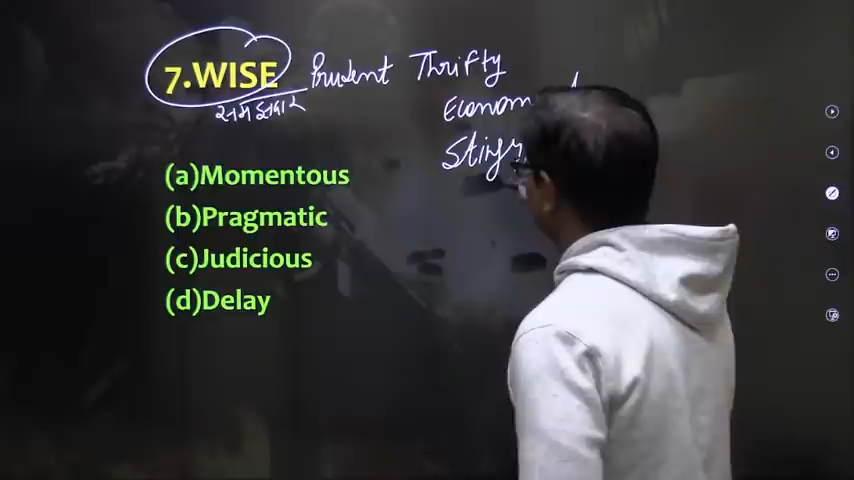 7.WISE Prudent Thrifty
समझदार
(a)Momentous
(b)Pragmatic
(c)Judicious
(d)Delay